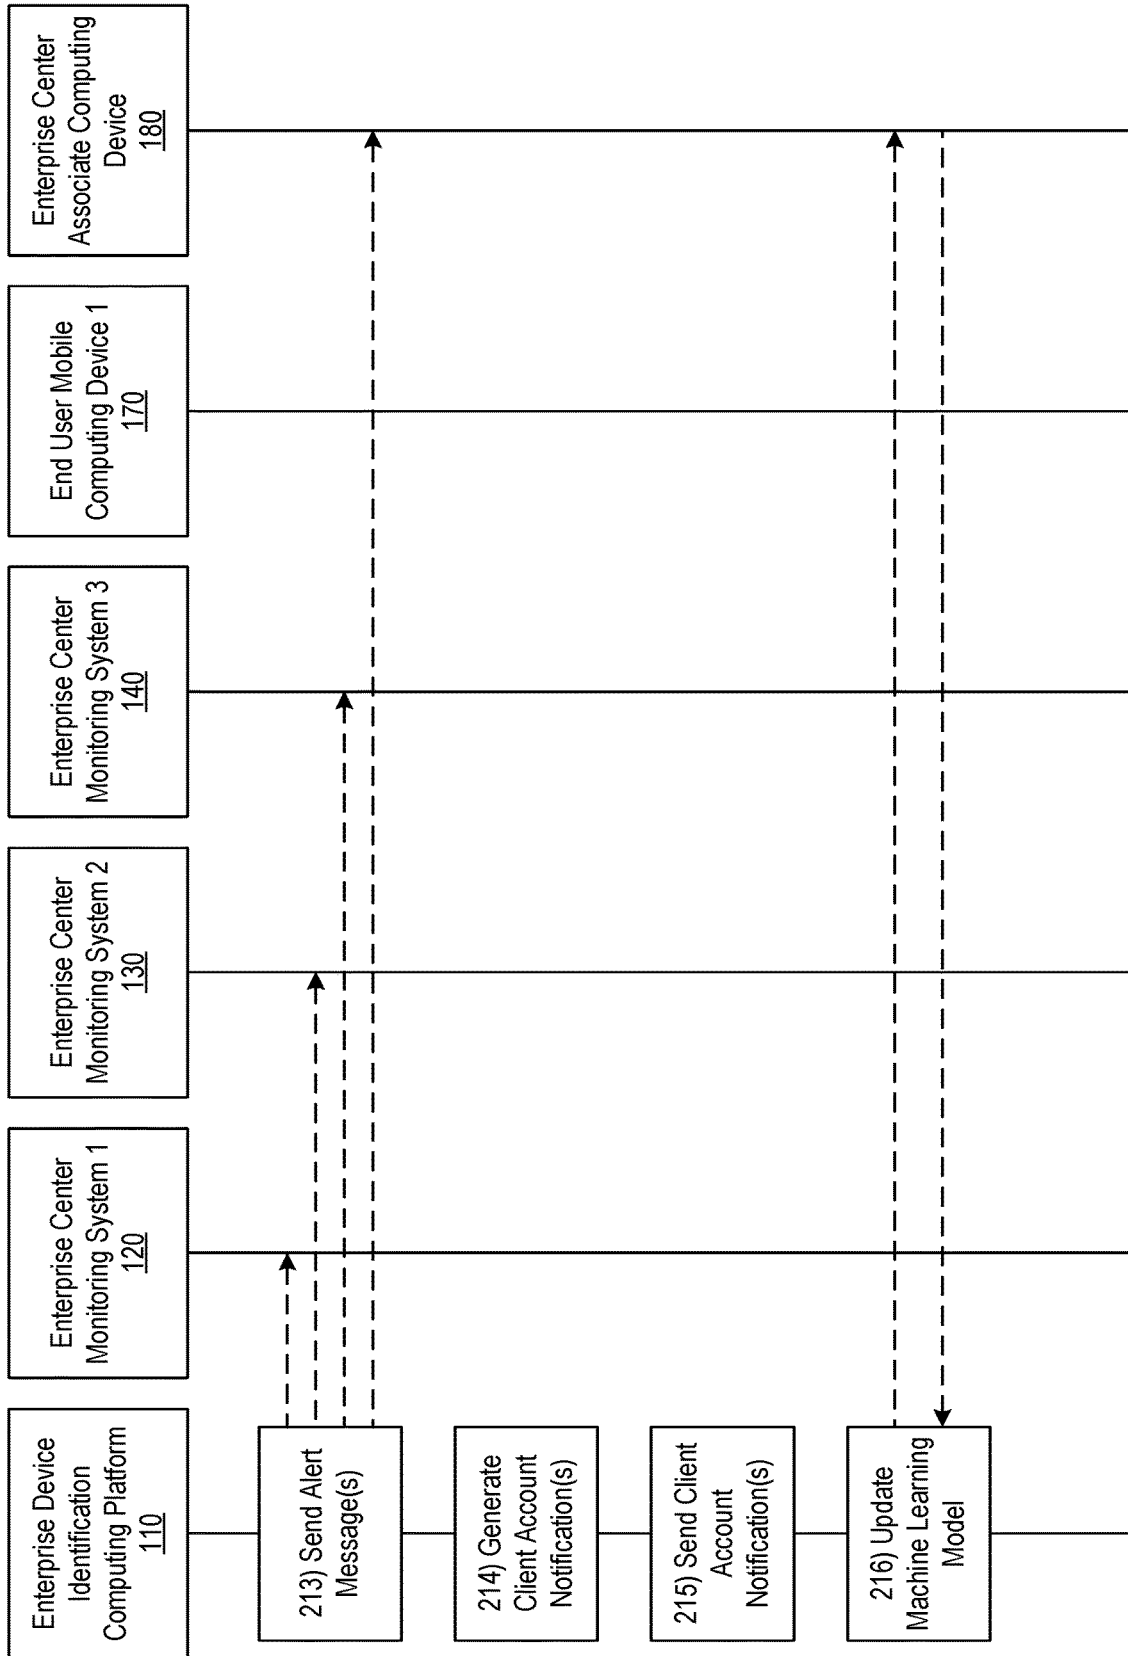 Enterprise Device
Identification
Computing Platform
110
Enterprise Center
Monitoring System 1
120
Enterprise Center
Monitoring System 2
130
Enterprise Center
Monitoring System 3
140
End User Mobile
Computing Device 1
170
Enterprise Center
Associate Computing
Device
180
213) Send Alert
Message(s)
214) Generate
Client Account
Notification(s)
215) Send Client
Account
Notification(s)
216) Update
Machine Learning
Model